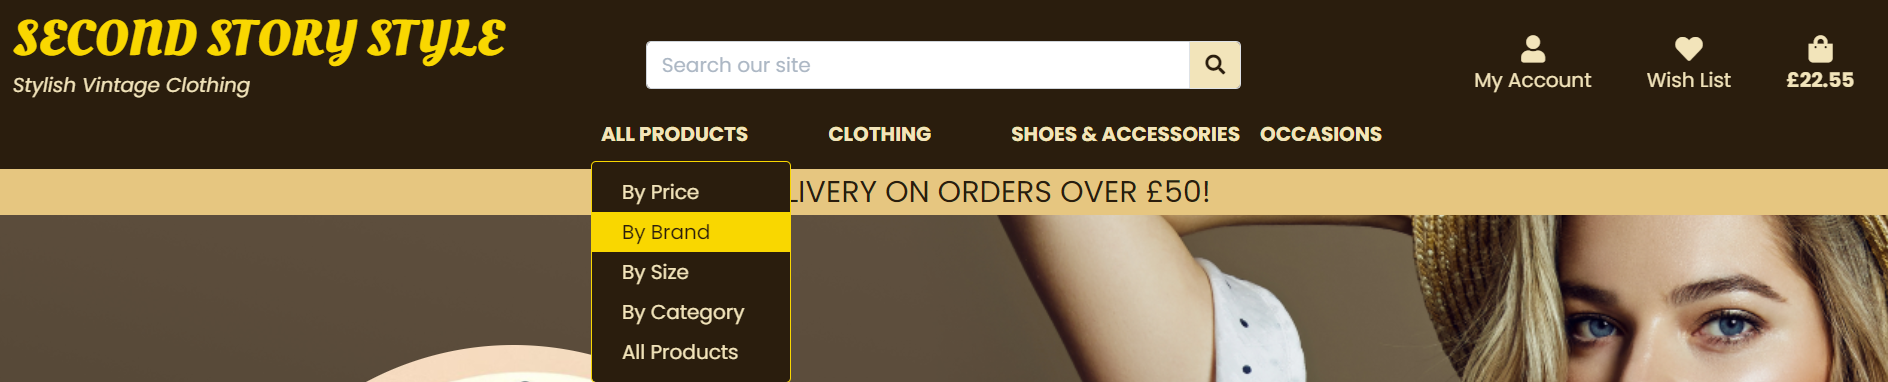 SECOND STORY STYLE
Stylish Vintage Clothing
Search our site
My Account
Wish List
£22.55
ALL PRODUCTS
CLOTHING
SHOES & ACCESSORIES
OCCASIONS
By Price
By Brand
By Size
By Category
All Products
LIVERY ON ORDERS OVER £50!